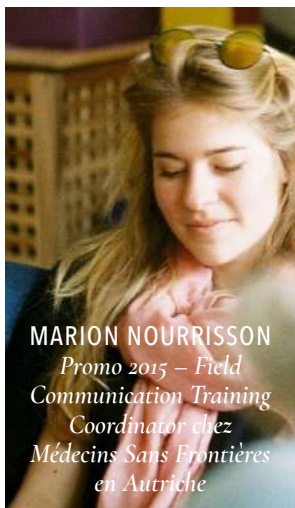 MARION NOURRISSON
Promo 2015 – Field
Communication Training
Coordinator chez
Médecins Sans Frontières
en Autriche